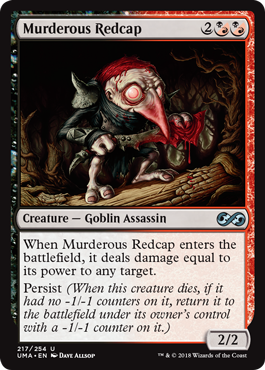 Murderous Redcap 2
Creature — Goblin Assassin
When Murderous Redcap enters the
battlefield, it deals damage equal to
its power to any target.
Persist (When this creature dies, if it
had no -1/-1 counters on it, return it to
the battlefield under its owner's control
with a -1/-1 counter on it.)
2/2
217/254 U
UMA • EN Dave Allsop
™ & © 2018 Wizards of the Coast